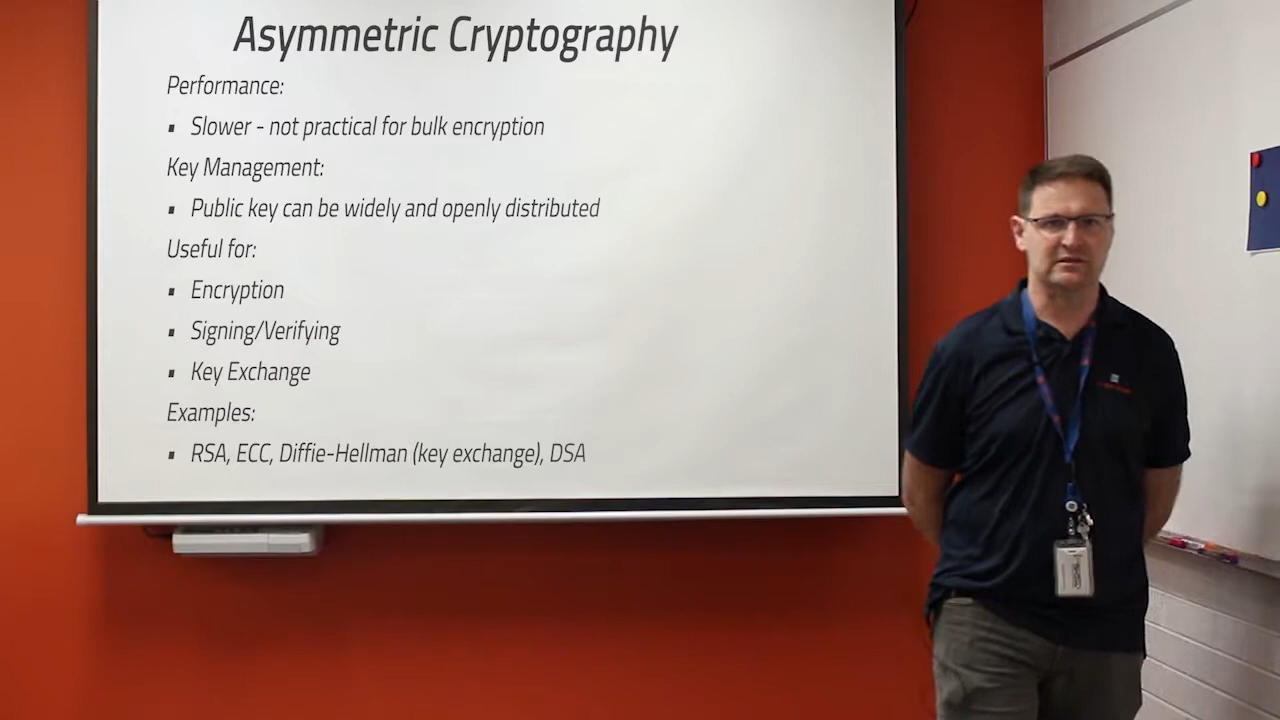 Asymmetric Cryptography
Performance:
▪ Slower - not practical for bulk encryption
Key Management:
▪ Public key can be widely and openly distributed
Useful for:
▪ Encryption
▪ Signing/Verifying
▪ Key Exchange
Examples:
▪ RSA, ECC, Diffie-Hellman (key exchange), DSA